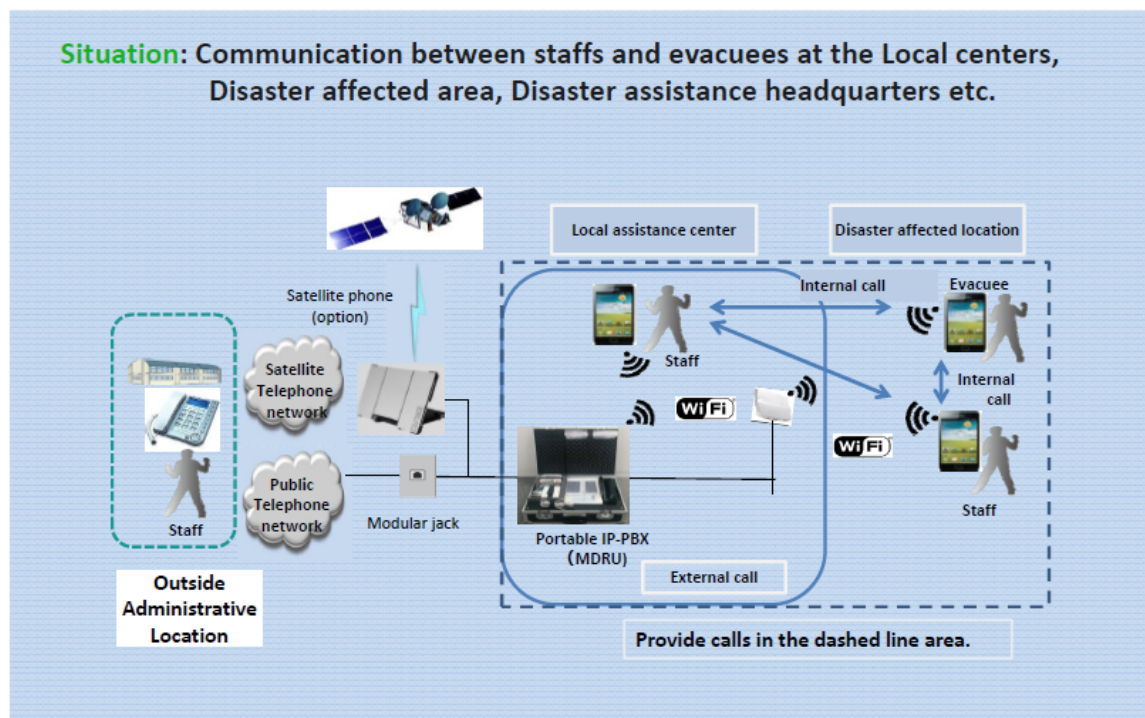 Situation: Communication between staffs and evacuees at the Local centers,
Disaster affected area, Disaster assistance headquarters etc.
Local assistance center
Disaster affected location
Satellite phone
(option)
Internal call
Evacuee
Staff
Satellite
Telephone
network
Internal
call
WiFi
WiFi
Public
Telephone
network
Staff
Modular jack
Staff
Portable IP-PBX
(MDRU)
External call
Outside
Administrative
Location
Provide calls in the dashed line area.